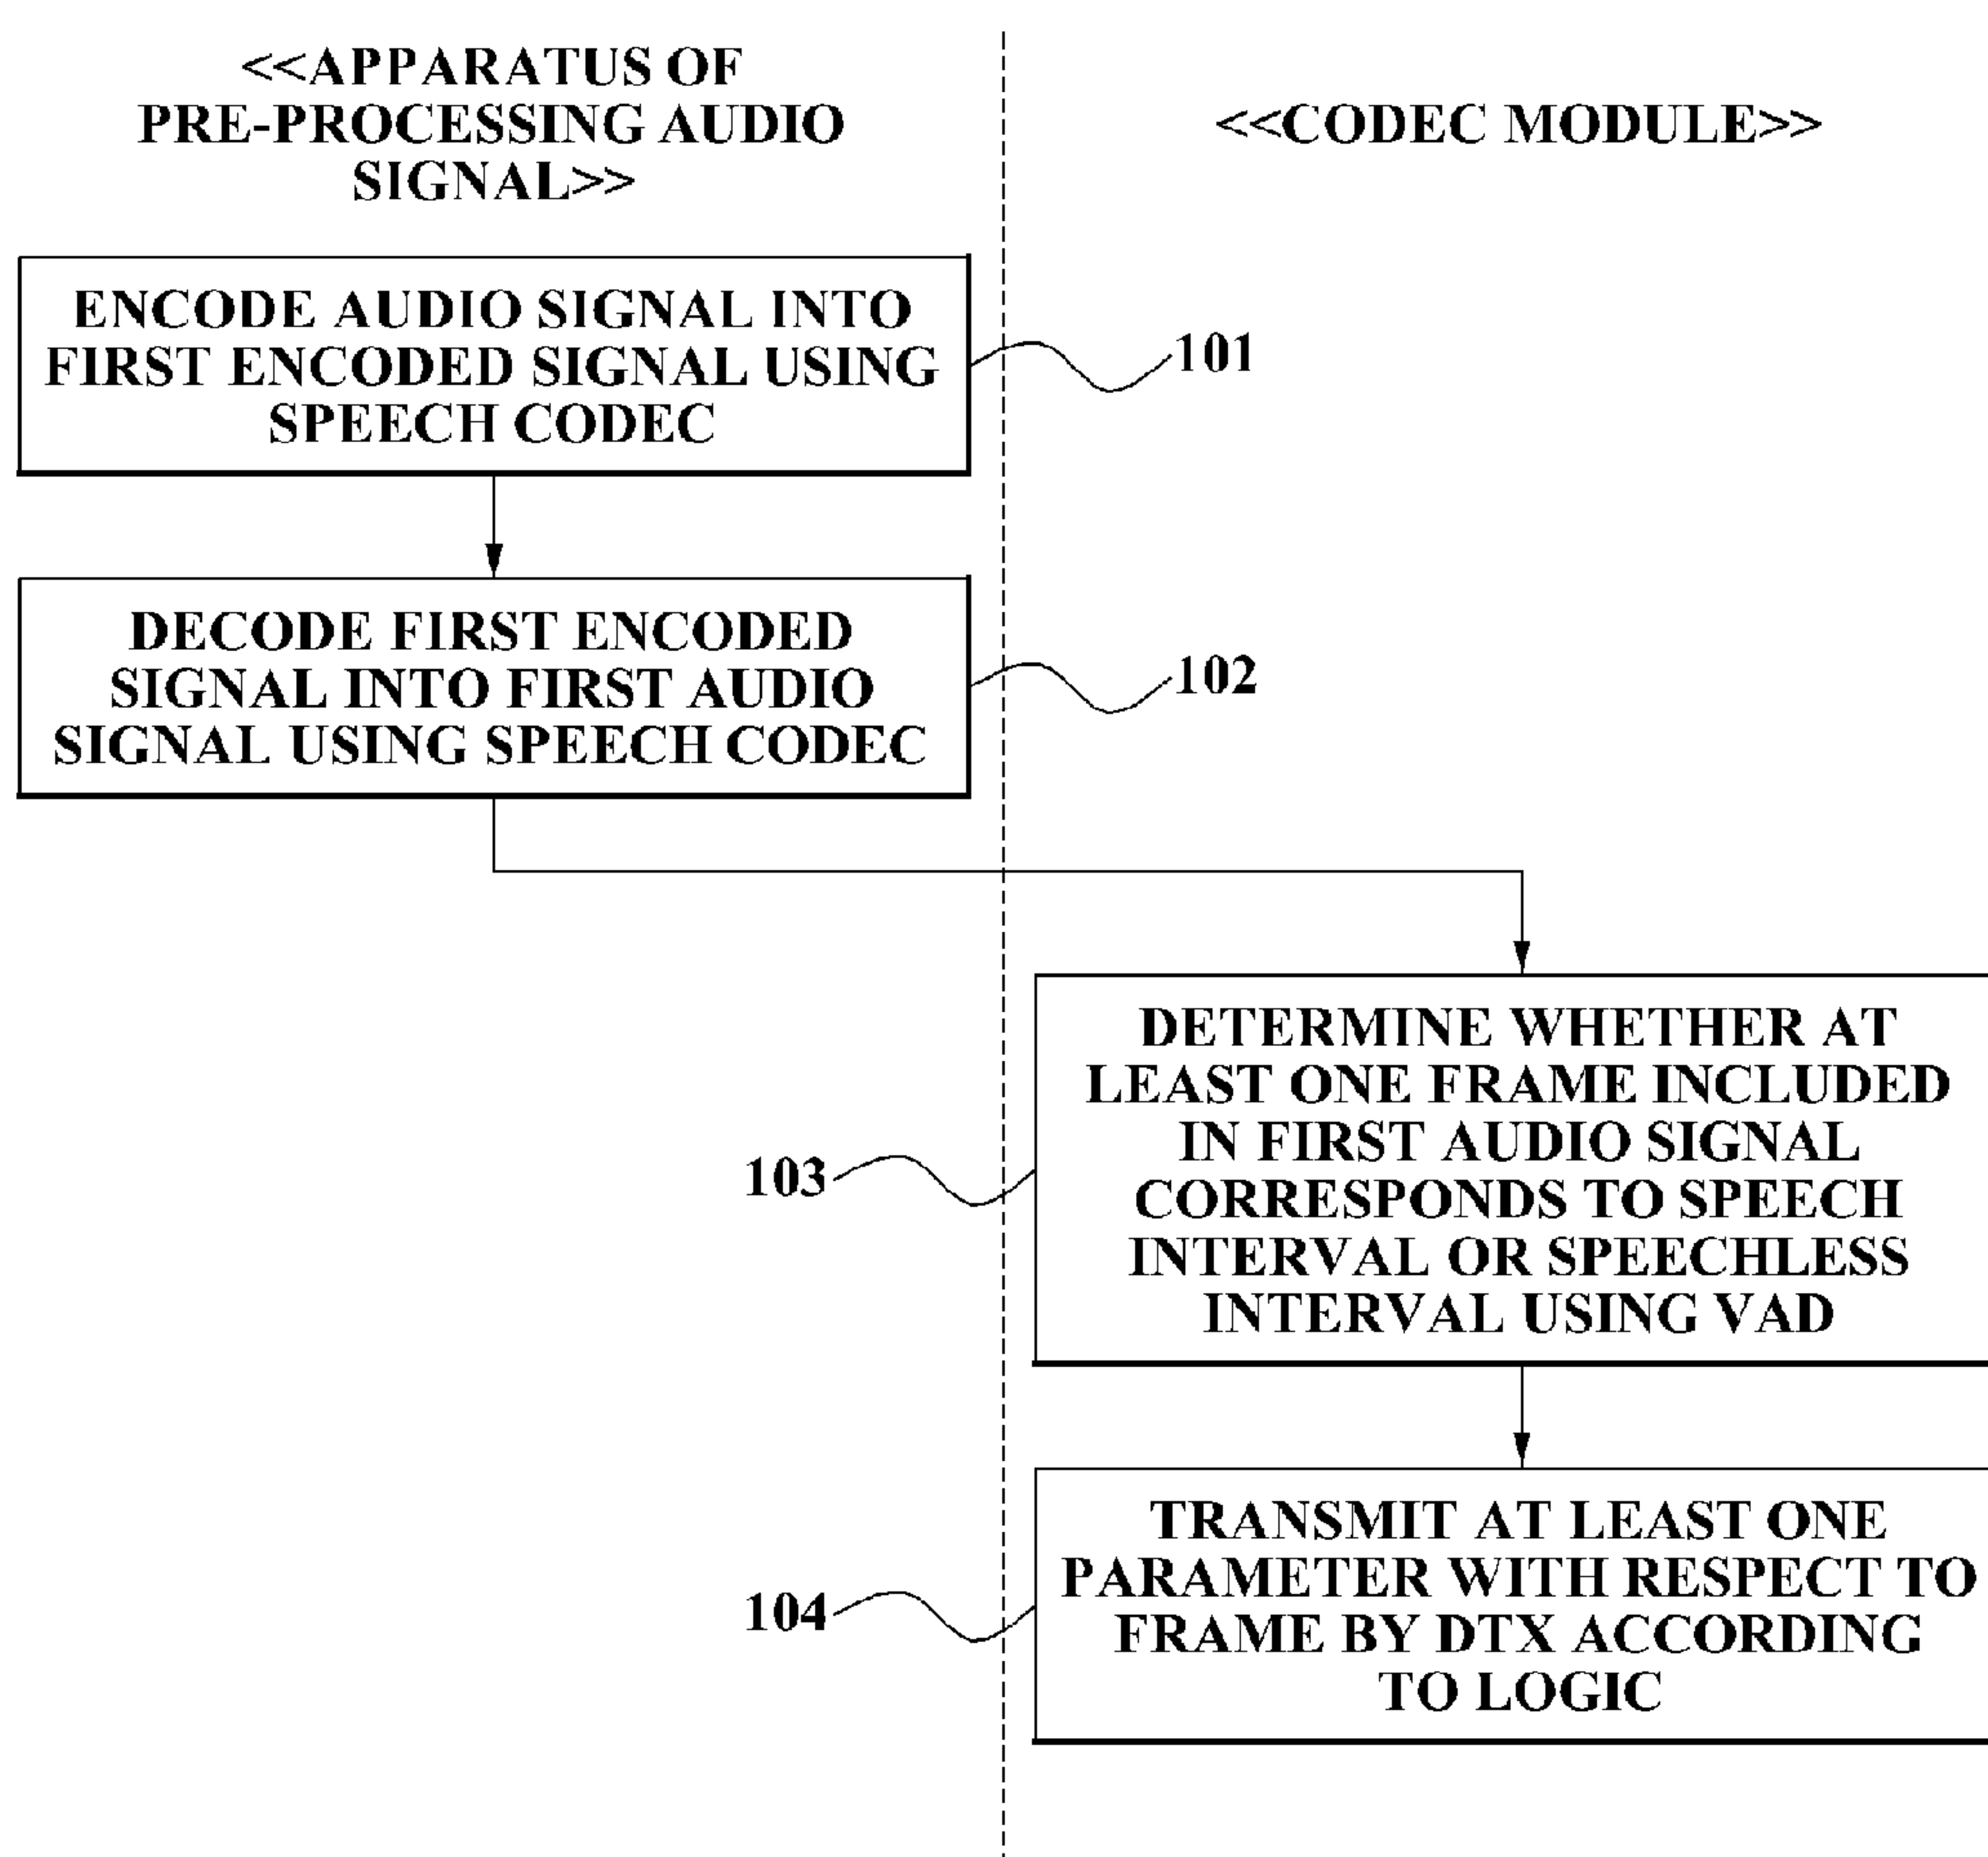 <<APPARATUS OF
PRE-PROCESSING AUDIO
SIGNAL>>
<<CODEC MODULE>>
ENCODE AUDIO SIGNAL INTO
FIRST ENCODED SIGNAL USING
SPEECH CODEC
101
DECODE FIRST ENCODED
SIGNAL INTO FIRST AUDIO
SIGNAL USING SPEECH CODEC
102
DETERMINE WHETHER AT
LEAST ONE FRAME INCLUDED
IN FIRST AUDIO SIGNAL
CORRESPONDS TO SPEECH
INTERVAL OR SPEECHLESS
INTERVAL USING VAD
103
TRANSMIT AT LEAST ONE
PARAMETER WITH RESPECT TO
FRAME BY DTX ACCORDING
TO LOGIC
104